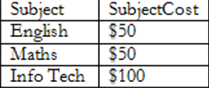 Subject SubjectCost
English $50
Maths $50
Info Tech $100